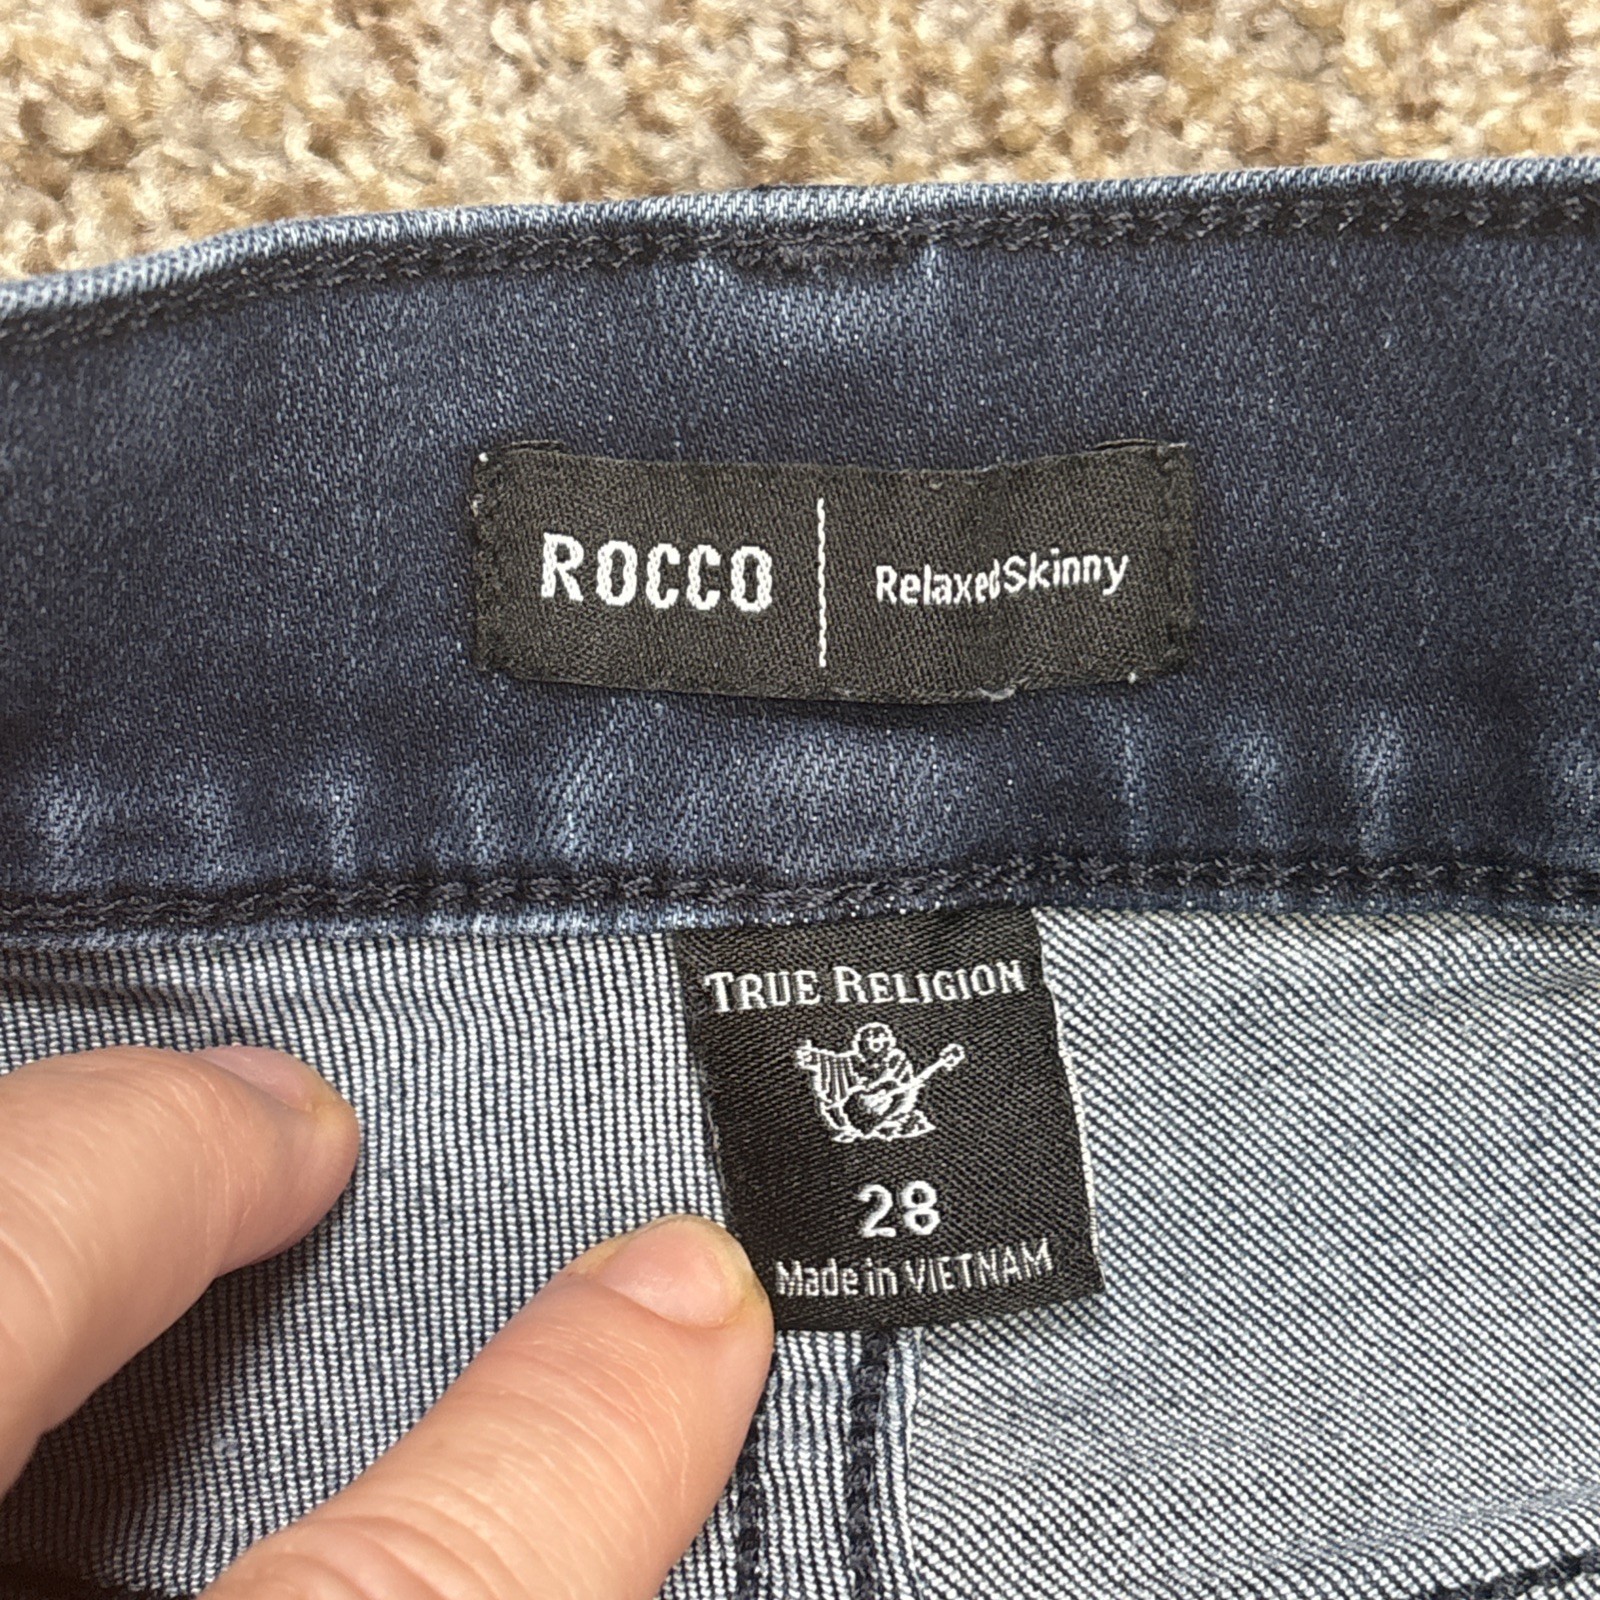 ROCCO RelaxedSkinny
TRUE RELIGION
28
Made in VIETNAM